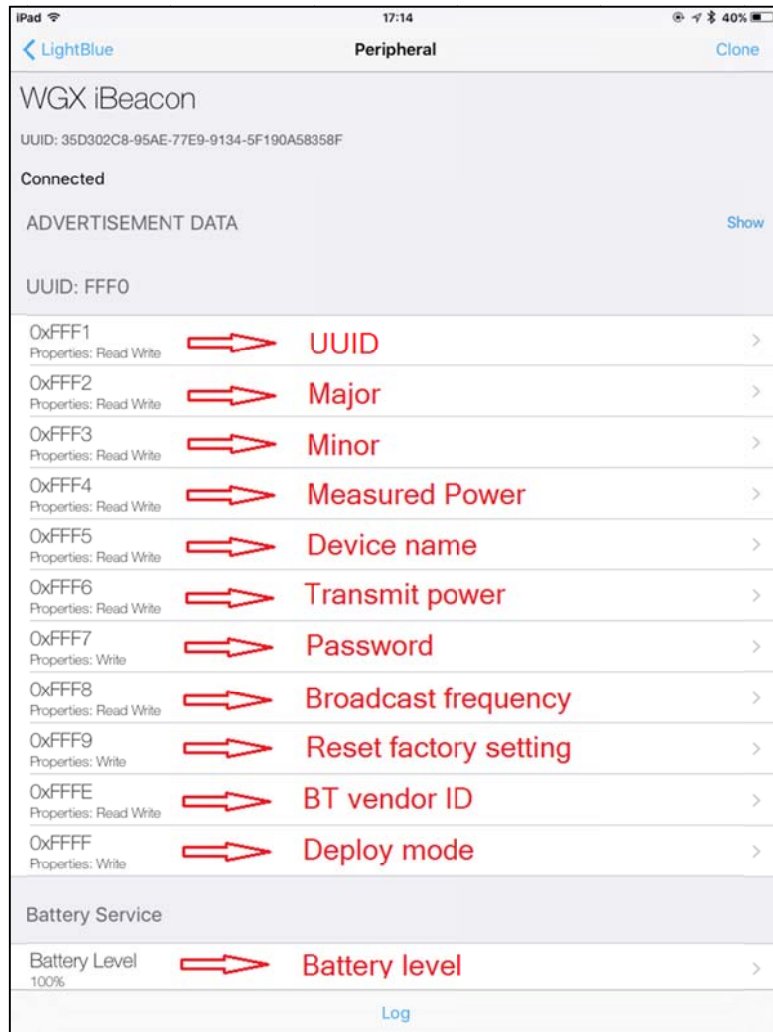 iPad 17:14 40%
LightBlue Peripheral Clone
WGX iBeacon
UUID: 35D302C8-95AE-77E9-9134-5F190A58358F
Connected
ADVERTISEMENT DATA Show
UUID: FFF0
0xFFF1
Properties: Read Write
UUID
0xFFF2
Properties: Read Write
Major
0xFFF3
Properties: Read Write
Minor
0xFFF4
Properties: Read Write
Measured Power
0xFFF5
Properties: Read Write
Device name
0xFFF6
Properties: Read Write
Transmit power
0xFFF7
Properties: Write
Password
0xFFF8
Properties: Read Write
Broadcast frequency
0xFFF9
Properties: Write
Reset factory setting
0xFFFE
Properties: Read Write
BT vendor ID
0xFFFF
Properties: Write
Deploy mode
Battery Service
Battery Level
100%
Battery level
Log